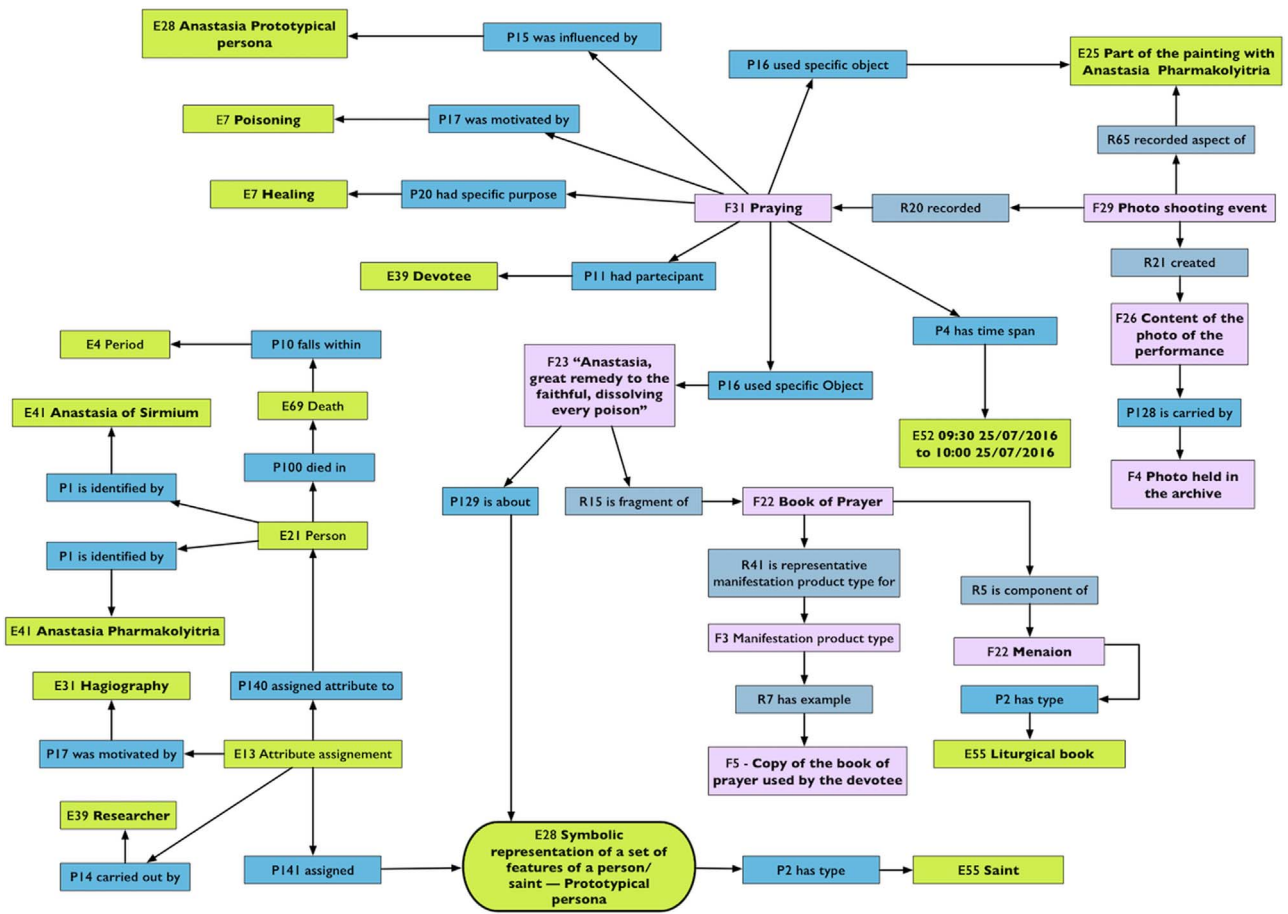 E28 Anastasia Prototypical
persona
P15 was influenced by
P16 used specific object
E25 Part of the painting with
Anastasia Pharmakolyitria
E7 Poisoning
P17 was motivated by
R65 recorded aspect of
E7 Healing
P20 had specific purpose
F31 Praying
R20 recorded
F29 Photo shooting event
E39 Devotee
P11 had partecipant
R21 created
F26 Content of the
photo of the
performance
P4 has time span
E4 Period
P10 falls within
F23 “Anastasia,
great remedy to the
faithful, dissolving
every poison”
P16 used specific Object
E41 Anastasia of Sirmium
E69 Death
P128 is carried by
E52 09:30 25/07/2016
to 10:00 25/07/2016
P100 died in
P1 is identified by
F4 Photo held in
the archive
P129 is about
R15 is fragment of
F22 Book of Prayer
E21 Person
P1 is identified by
R41 is representative
manifestation product type for
R5 is component of
E41 Anastasia Pharmakolyitria
F3 Manifestation product type
F22 Menaion
E31 Hagiography
P140 assigned attribute to
R7 has example
P2 has type
P17 was motivated by
E13 Attribute assignement
E55 Liturgical book
F5 - Copy of the book of
prayer used by the devotee
E39 Researcher
P14 carried out by
P141 assigned
E28 Symbolic
representation of a set of
features of a person/
saint — Prototypical
persona
P2 has type
E55 Saint